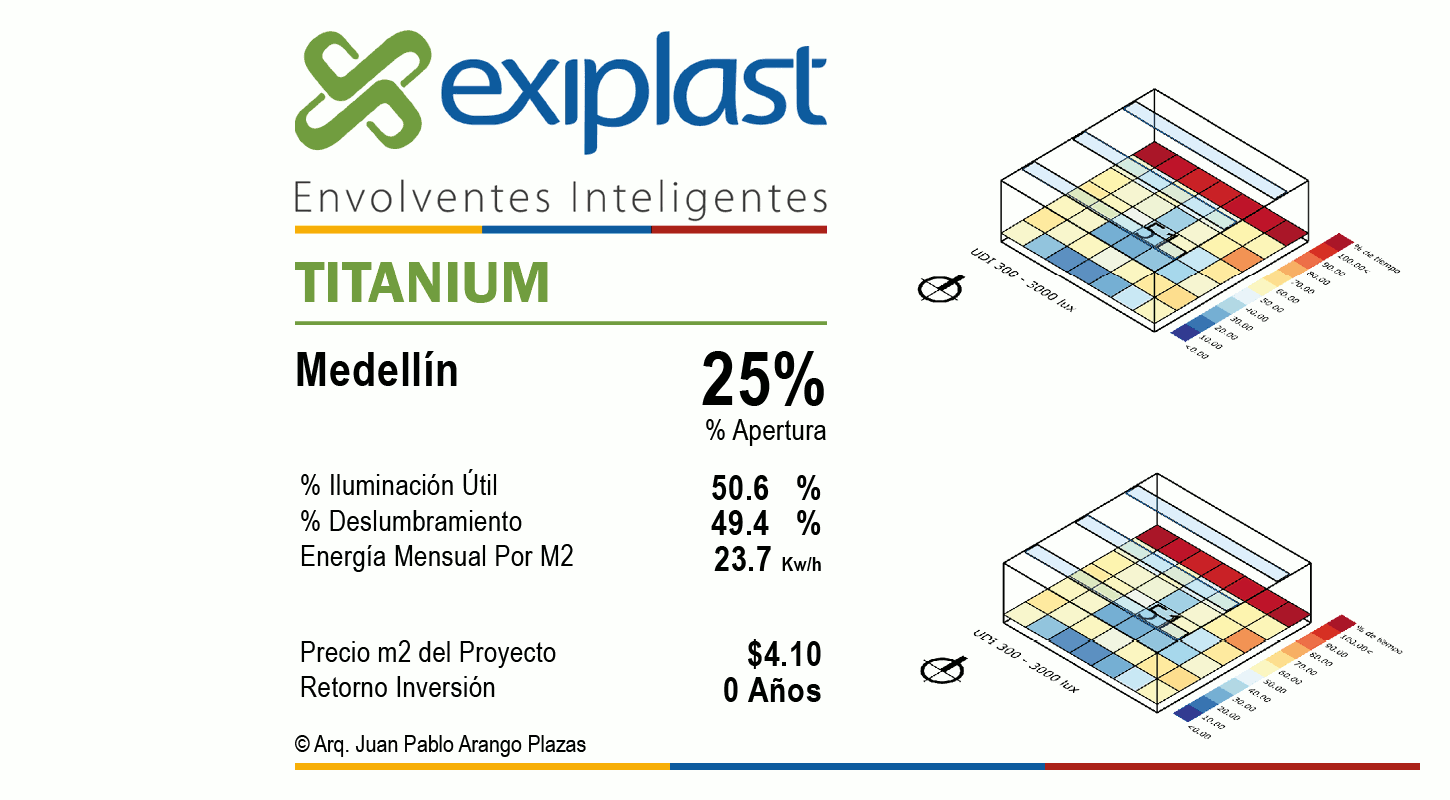 exiplast
Envolventes Inteligentes
TITANIUM
Medellín
25%
% Apertura
% Iluminación Útil 50.6 %
% Deslumbramiento 49.4 %
Energía Mensual Por M2 23.7 Kw/h
Precio m2 del Proyecto $4.10
Retorno Inversión 0 Años
© Arq. Juan Pablo Arango Plazas
51
UDI 300 - 3000 lux
% de tiempo
100.00<
90.00
80.00
70.00
60.00
50.00
40.00
30.00
20.00
10.00
<0.00
51
UDI 300 - 3000 lux
% de tiempo
100.00<
90.00
80.00
70.00
60.00
50.00
40.00
30.00
20.00
10.00
<0.00